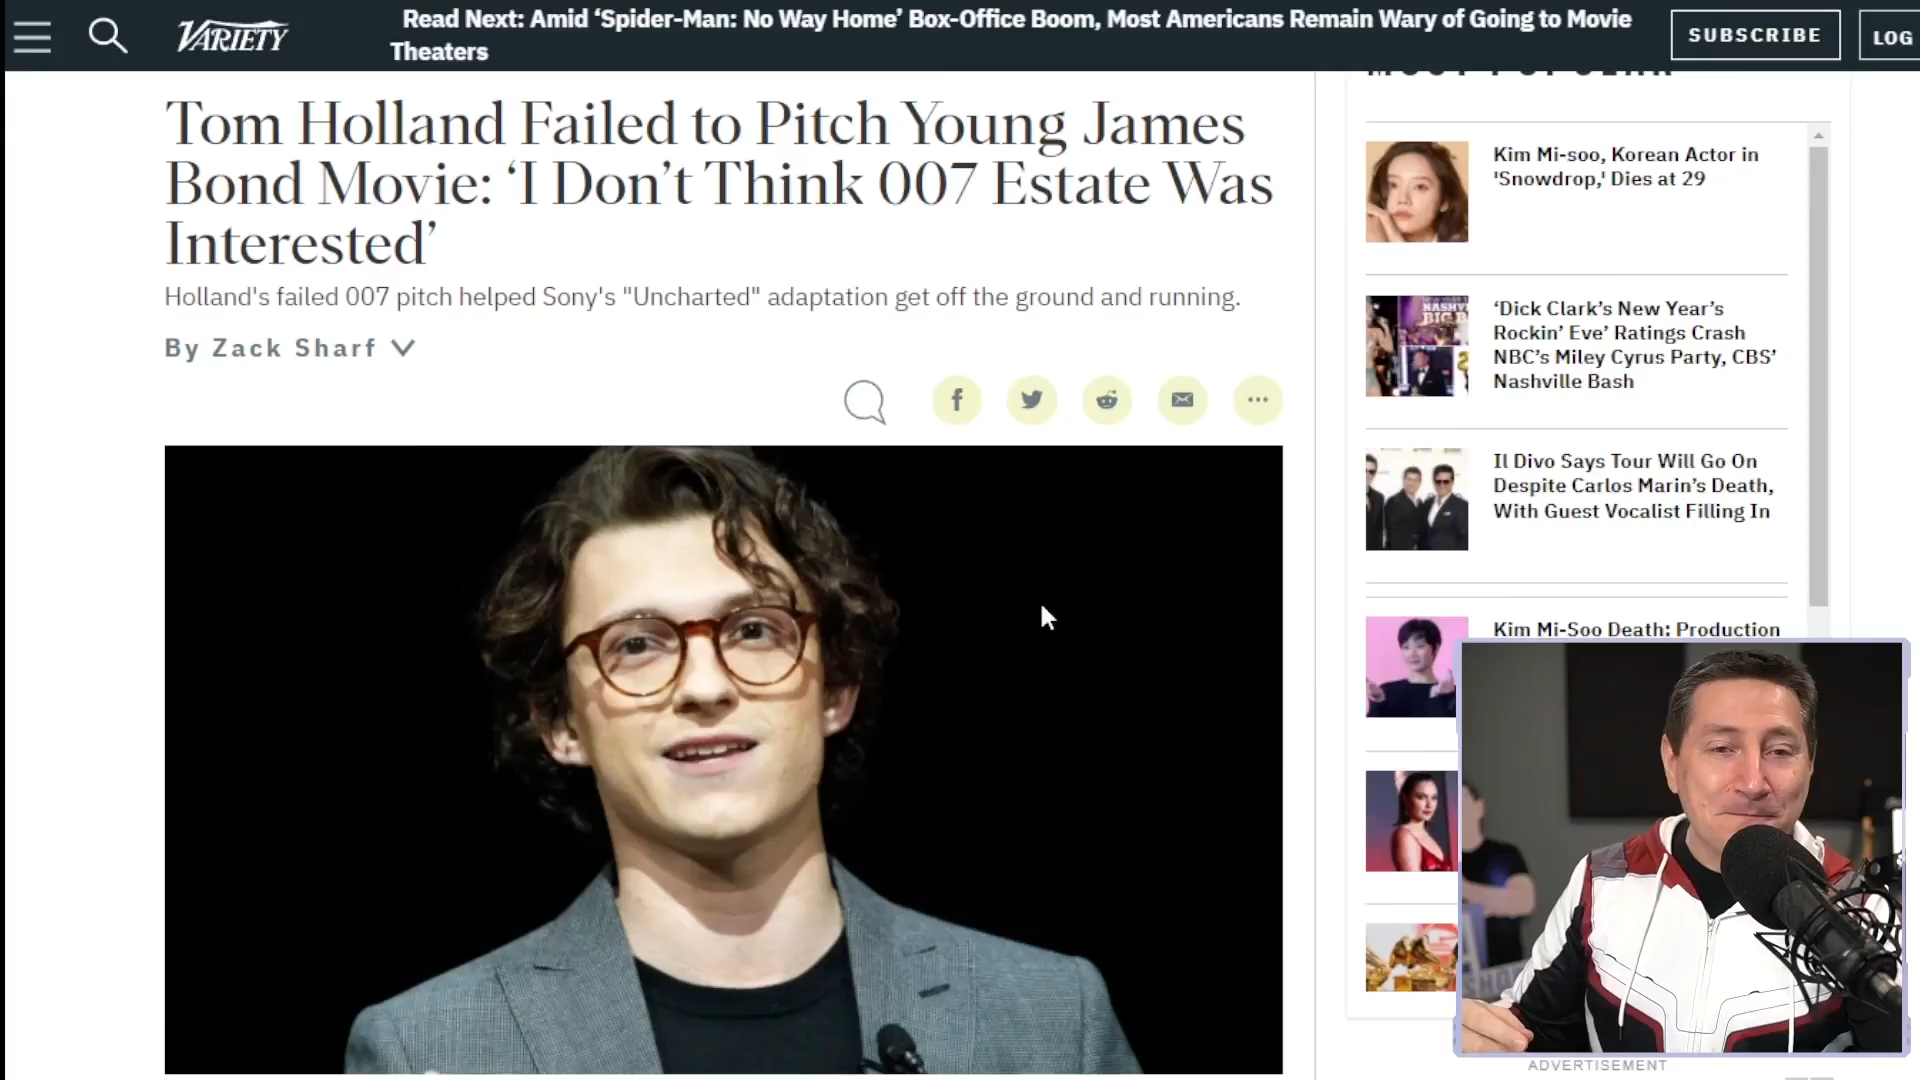 VARIETY
Read Next: Amid ‘Spider-Man: No Way Home’ Box-Office Boom, Most Americans Remain Wary of Going to Movie
Theaters
SUBSCRIBE
LOG
Tom Holland Failed to Pitch Young James
Bond Movie: ‘I Don’t Think 007 Estate Was
Interested’
Holland's failed 007 pitch helped Sony's "Uncharted" adaptation get off the ground and running.
By Zack Sharf
MOST POPULAR
Kim Mi-soo, Korean Actor in
'Snowdrop,' Dies at 29
‘Dick Clark’s New Year’s
Rockin’ Eve’ Ratings Crash
NBC’s Miley Cyrus Party, CBS’
Nashville Bash
Il Divo Says Tour Will Go On
Despite Carlos Marin’s Death,
With Guest Vocalist Filling In
Kim Mi-Soo Death: Production
ADVERTISEMENT